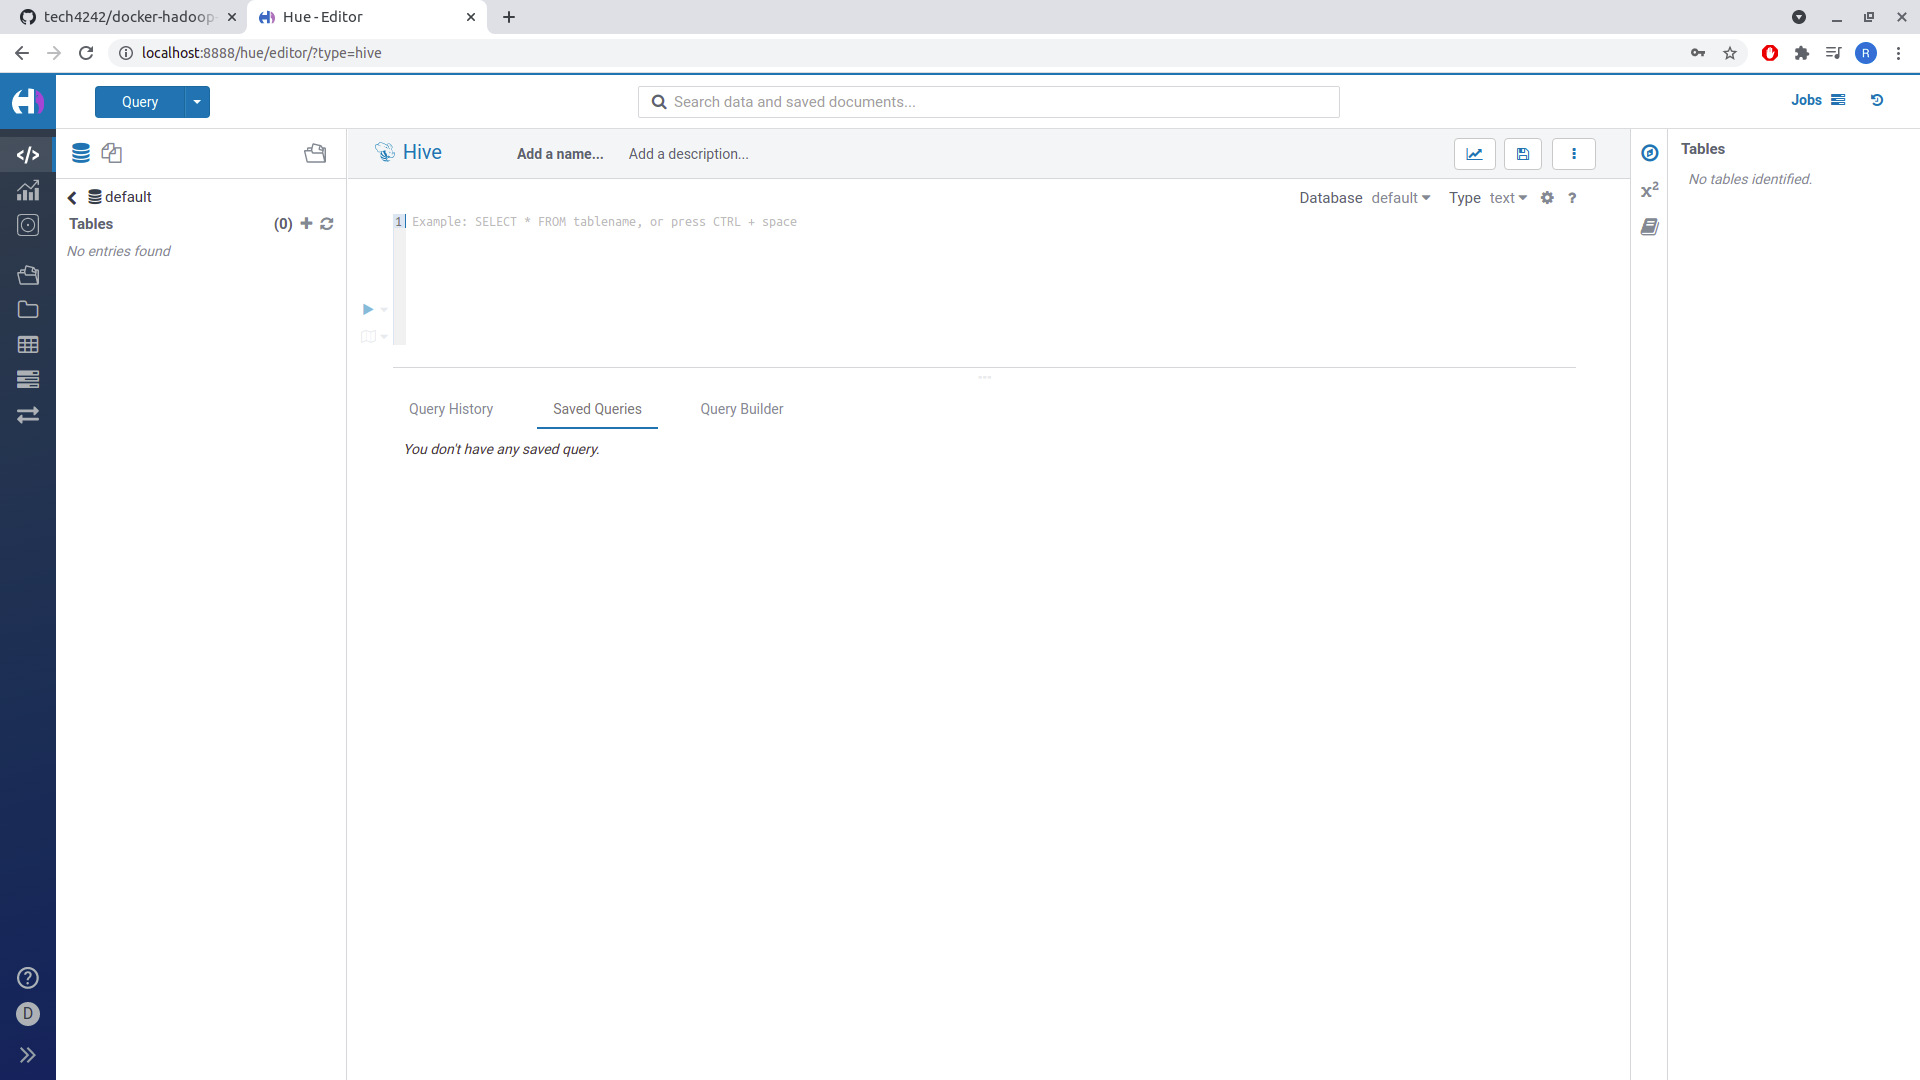 tech4242/docker-hadoop-
Hue - Editor
localhost:8888/hue/editor/?type=hive
R
Query
Search data and saved documents...
Jobs
Hive
Add a name...
Add a description...
Tables
No tables identified.
default
Tables
(0)
No entries found
Database default
Type text
?
1
Example: SELECT * FROM tablename, or press CTRL + space
x2
Query History
Saved Queries
Query Builder
You don't have any saved query.
?
D